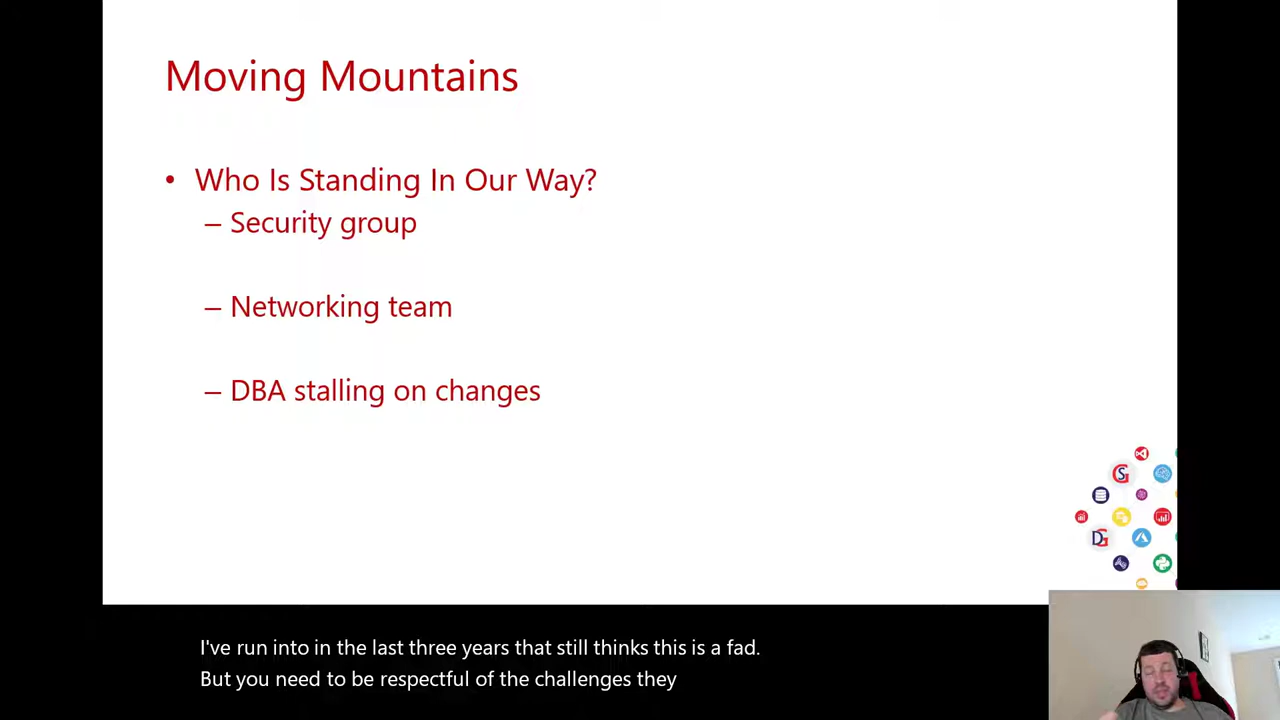 Moving Mountains
• Who Is Standing In Our Way?
– Security group
– Networking team
– DBA stalling on changes
GS
DG
I've run into in the last three years that still thinks this is a fad.
But you need to be respectful of the challenges they